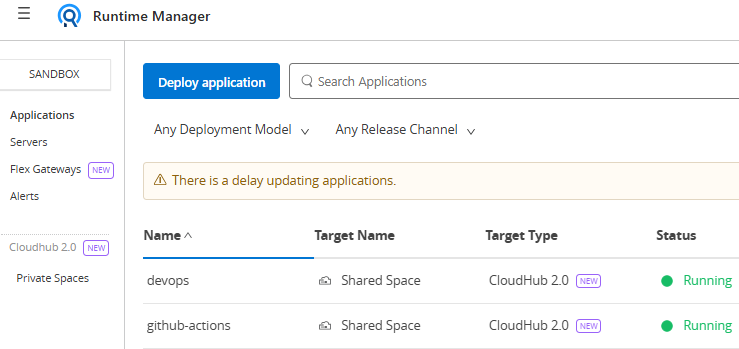 Runtime Manager
SANDBOX
Applications
Servers
Flex Gateways NEW
Alerts
Cloudhub 2.0 NEW
Private Spaces
Deploy application
Search Applications
Any Deployment Model
Any Release Channel
There is a delay updating applications.
Name Target Name Target Type Status
devops Shared Space CloudHub 2.0 NEW Running
github-actions Shared Space CloudHub 2.0 NEW Running